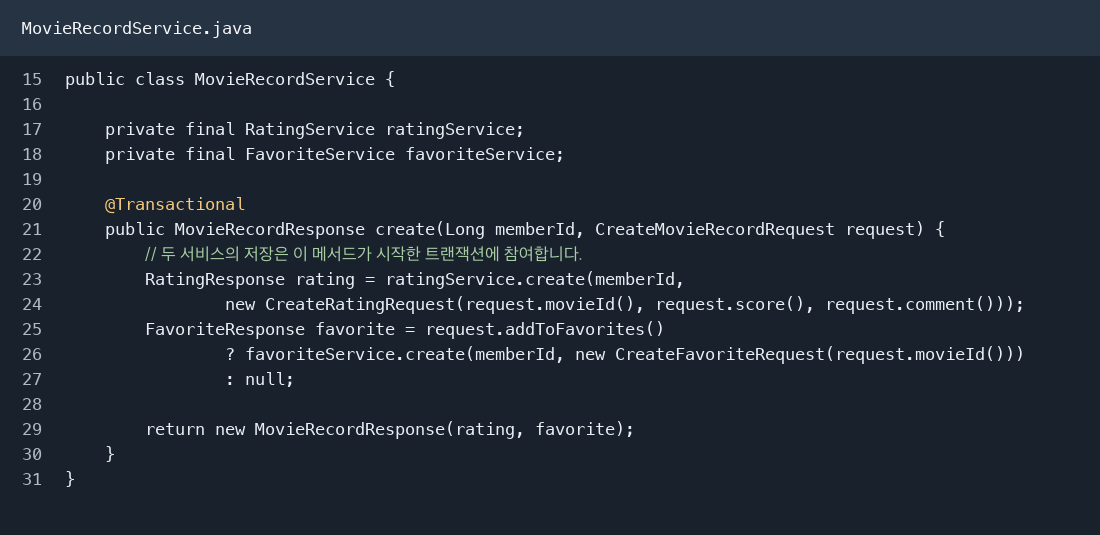 MovieRecordService.java
15 public class MovieRecordService {
16
17     private final RatingService ratingService;
18     private final FavoriteService favoriteService;
19
20     @Transactional
21     public MovieRecordResponse create(Long memberId, CreateMovieRecordRequest request) {
22         // 두 서비스의 저장은 이 메서드가 시작한 트랜잭션에 참여합니다.
23         RatingResponse rating = ratingService.create(memberId,
24                 new CreateRatingRequest(request.movieId(), request.score(), request.comment()));
25         FavoriteResponse favorite = request.addToFavorites()
26                 ? favoriteService.create(memberId, new CreateFavoriteRequest(request.movieId()))
27                 : null;
28
29         return new MovieRecordResponse(rating, favorite);
30     }
31 }